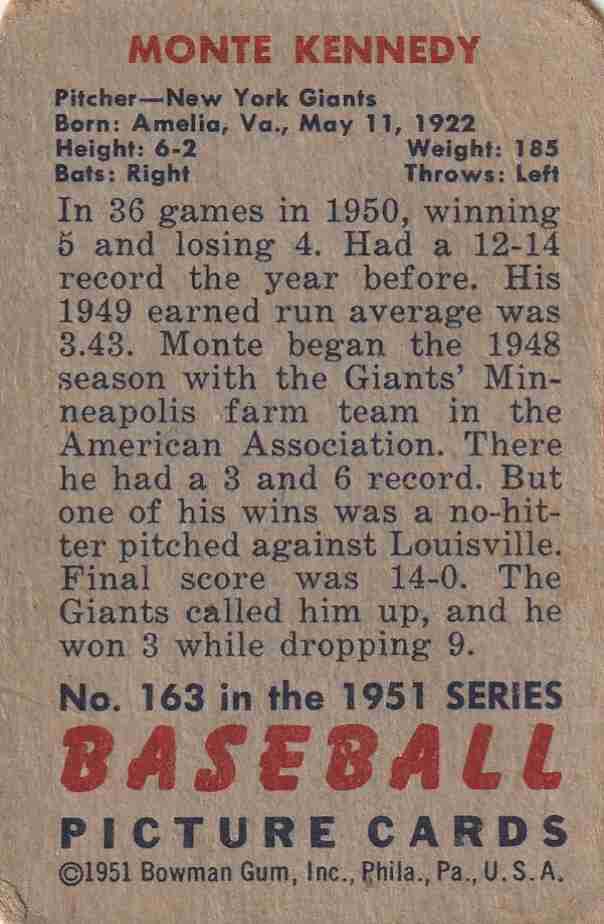 MONTE KENNEDY
Pitcher—New York Giants
Born: Amelia, Va., May 11, 1922
Height: 6-2 Weight: 185
Bats: Right Throws: Left
In 36 games in 1950, winning
5 and losing 4. Had a 12-14
record the year before. His
1949 earned run average was
3.43. Monte began the 1948
season with the Giants' Min-
neapolis farm team in the
American Association. There
he had a 3 and 6 record. But
one of his wins was a no-hit-
ter pitched against Louisville.
Final score was 14-0. The
Giants called him up, and he
won 3 while dropping 9.
No. 163 in the 1951 SERIES
BASEBALL
PICTURE CARDS
©1951 Bowman Gum, Inc., Phila., Pa., U.S.A.